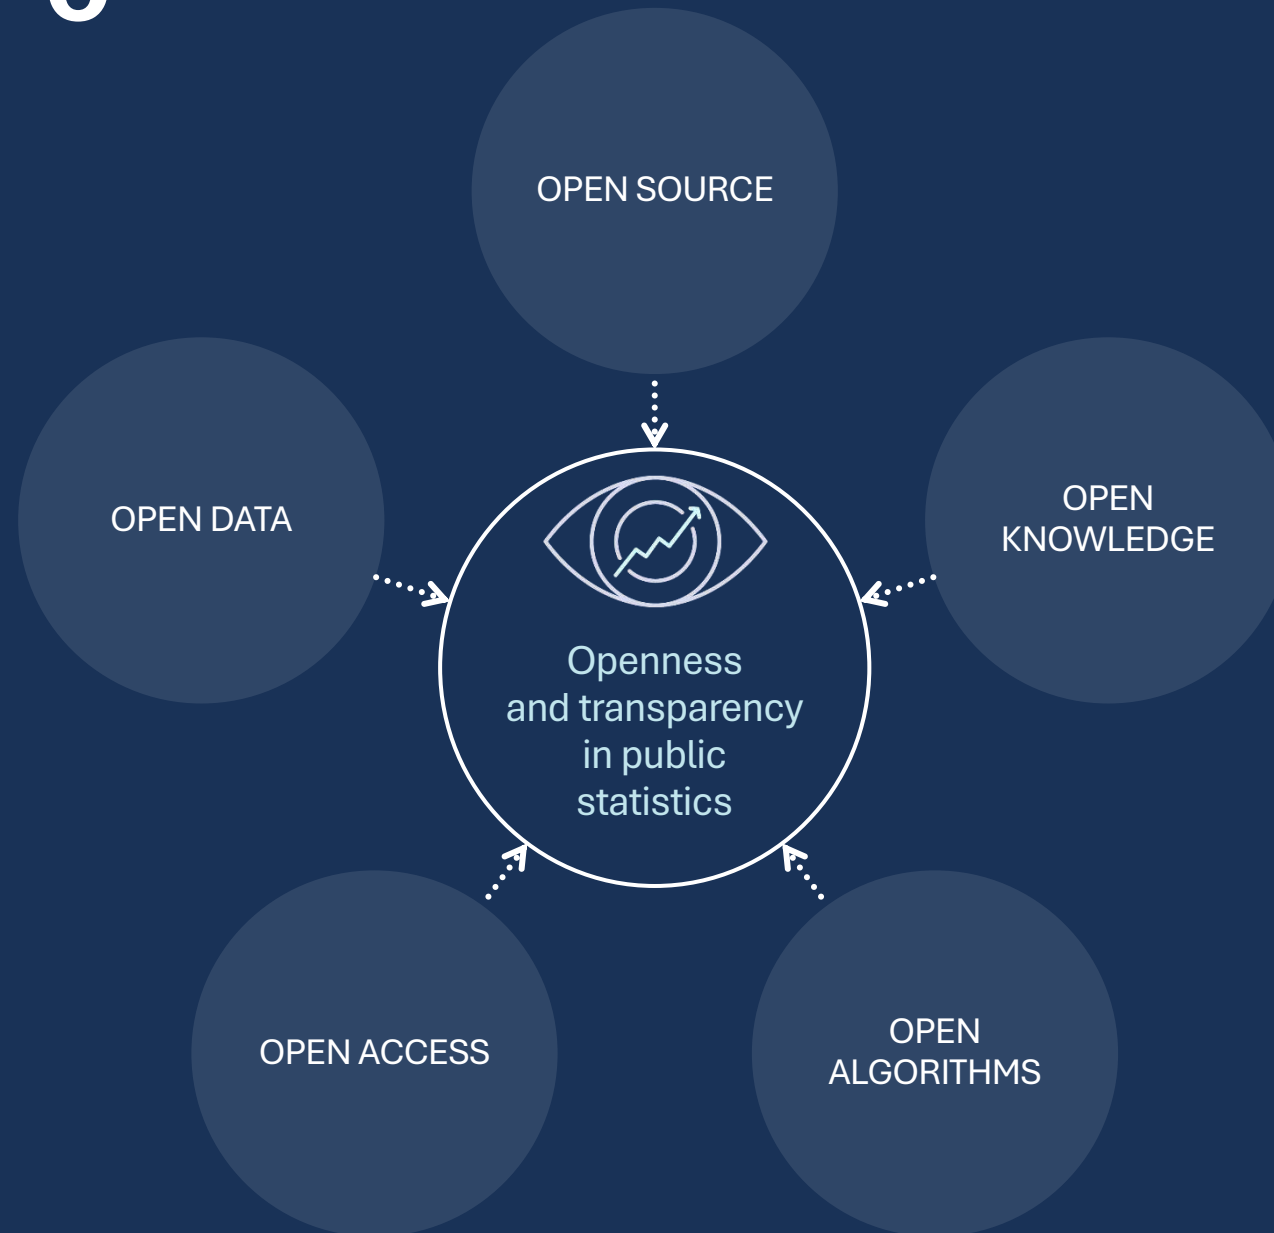 OPEN SOURCE
OPEN DATA
OPEN
KNOWLEDGE
Openness
and transparency
in public
statistics
OPEN ACCESS
OPEN
ALGORITHMS